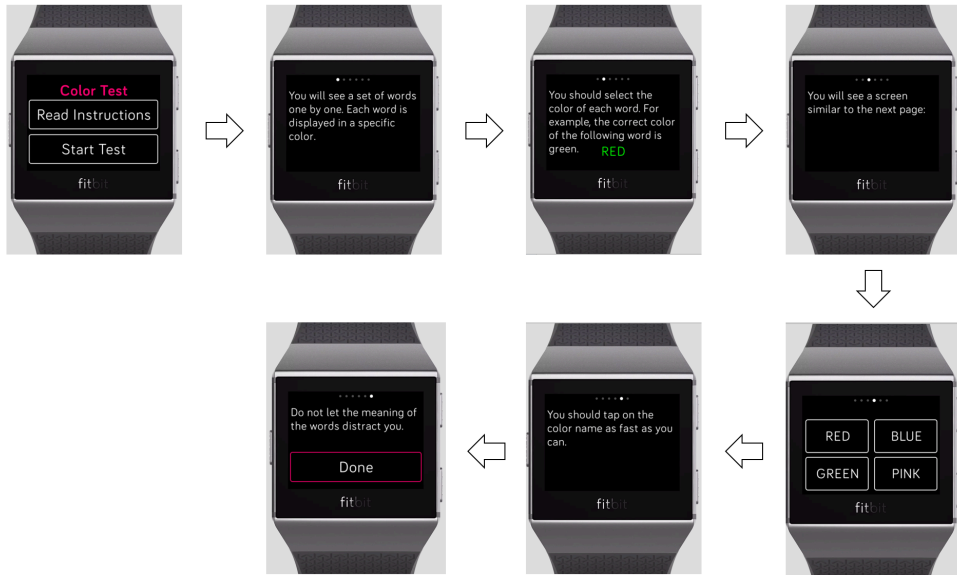 Color Test
Read Instructions
Start Test
fitbit
You will see a set of words
one by one. Each word is
displayed in a specific
color.
fitbit
You should select the
color of each word. For
example, the correct color
of the following word is
green. RED
fitbit
You will see a screen
similar to the next page:
fitbit
RED BLUE
GREEN PINK
fitbit
You should tap on the
color name as fast as you
can.
fitbit
Do not let the meaning of
the words distract you.
Done
fitbit